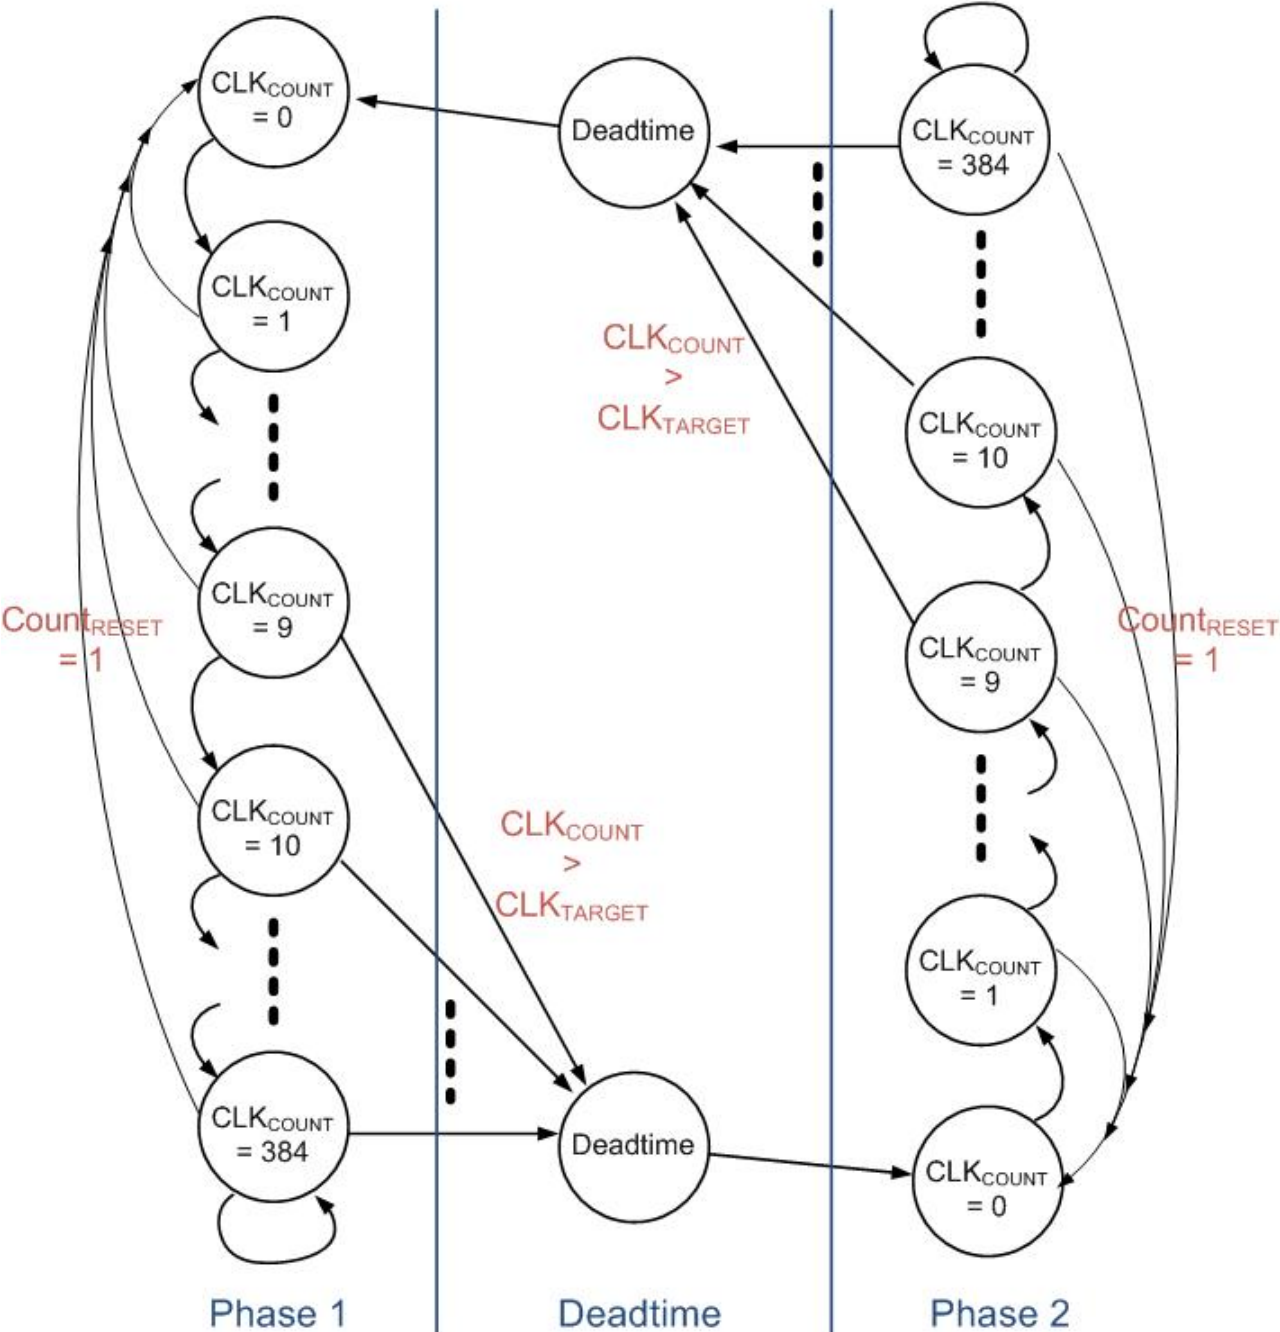 CLKCOUNT
= 0
CLKCOUNT
= 1
CLKCOUNT
= 9
CountRESET
= 1
CLKCOUNT
= 10
CLKCOUNT
= 384
Phase 1
Deadtime
CLKCOUNT
>
CLKTARGET
CLKCOUNT
>
CLKTARGET
Deadtime
Deadtime
CLKCOUNT
= 384
CLKCOUNT
= 10
CLKCOUNT
= 9
CountRESET
= 1
CLKCOUNT
= 1
CLKCOUNT
= 0
Phase 2